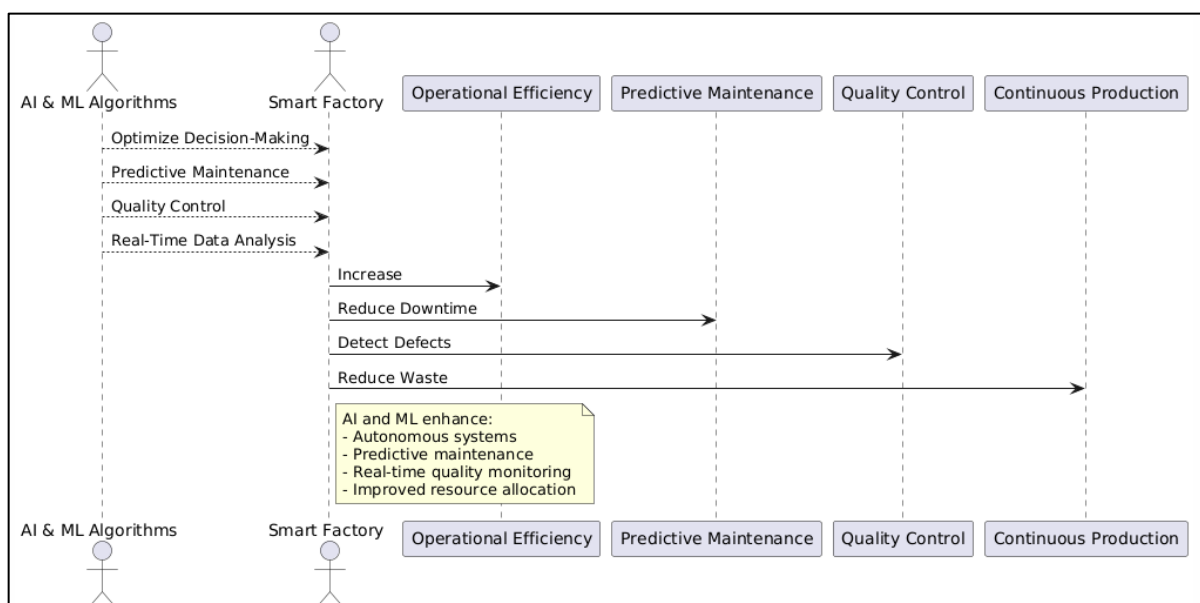 AI & ML Algorithms
Smart Factory
Operational Efficiency
Predictive Maintenance
Quality Control
Continuous Production
Optimize Decision-Making
Predictive Maintenance
Quality Control
Real-Time Data Analysis
Increase
Reduce Downtime
Detect Defects
Reduce Waste
AI and ML enhance:
- Autonomous systems
- Predictive maintenance
- Real-time quality monitoring
- Improved resource allocation
AI & ML Algorithms
Smart Factory
Operational Efficiency
Predictive Maintenance
Quality Control
Continuous Production